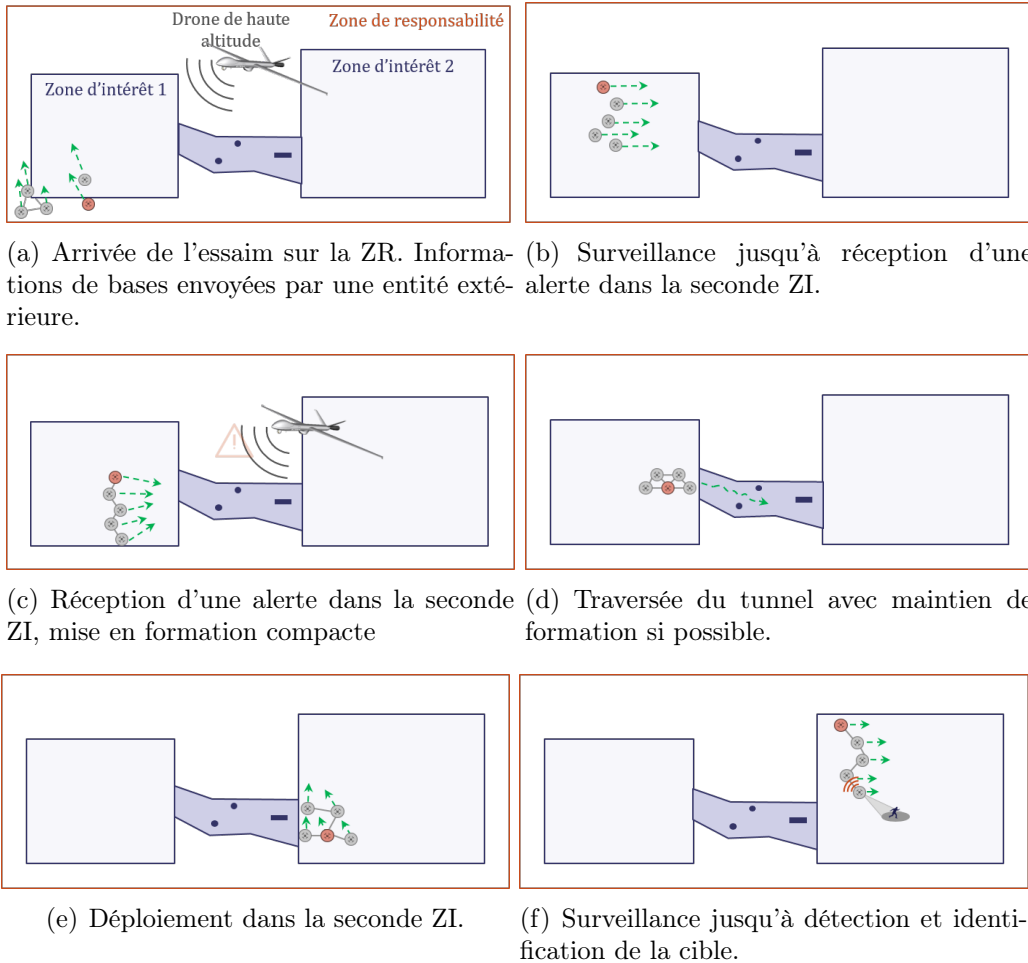 Drone de haute
altitude
Zone de responsabilité
Zone d'intérêt 1
Zone d'intérêt 2
(a) Arrivée de l'essaim sur la ZR. Informa-
tions de bases envoyées par une entité exté-
rieure.
(b) Surveillance jusqu'à réception d'une
alerte dans la seconde ZI.
(c) Réception d'une alerte dans la seconde
ZI, mise en formation compacte
(d) Traversée du tunnel avec maintien de
formation si possible.
(e) Déploiement dans la seconde ZI.
(f) Surveillance jusqu'à détection et identi-
fication de la cible.